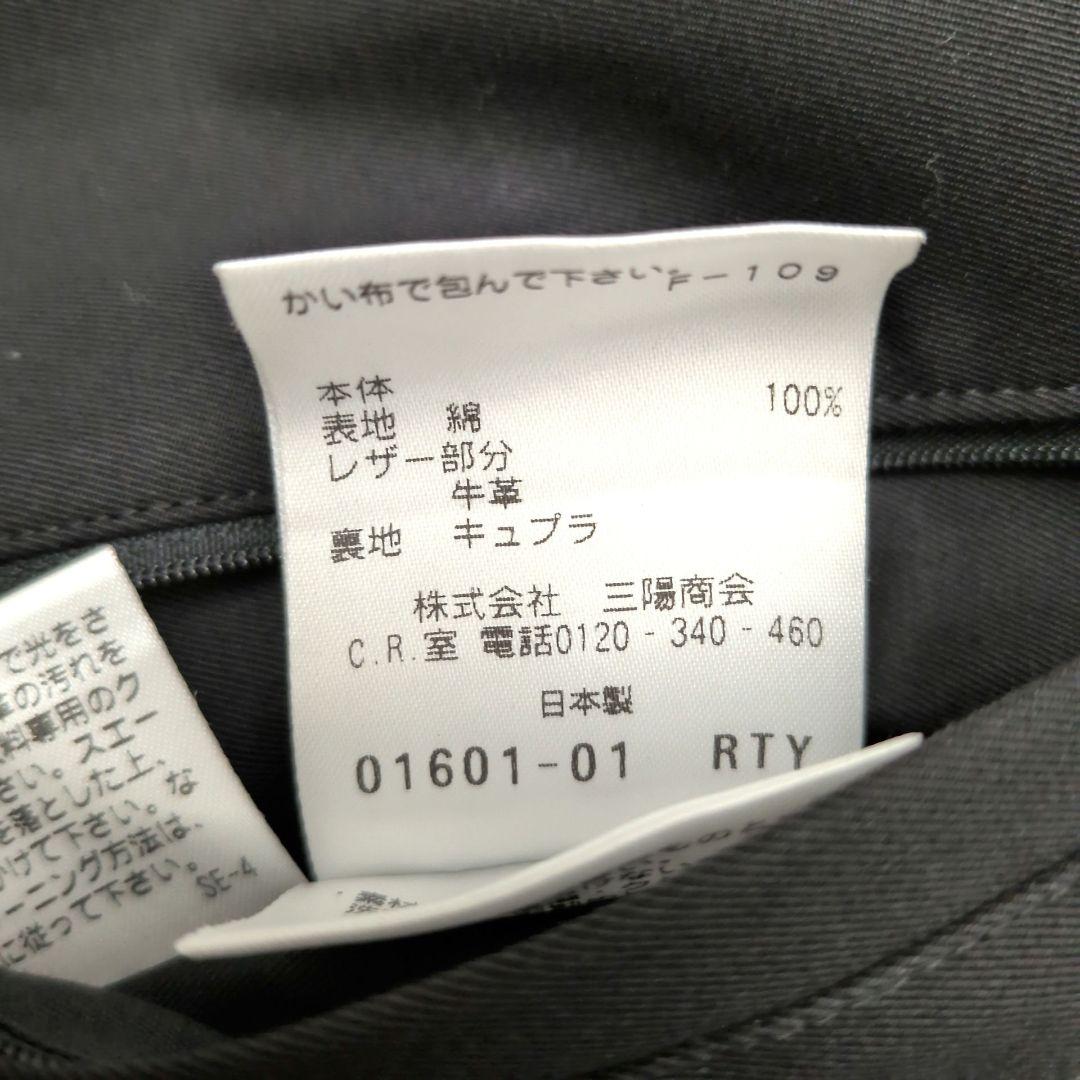 かい布で包んで下さい。F-109
本体
表地 綿 100%
レザー部分
牛革
裏地 キュプラ
株式会社 三陽商会
C.R.室 電話0120-340-460
日本製
01601-01 RTY
で光をさ
の汚れを
専用のク
さい。スエー
を落とした上、
かけて下さい。な
ーニング方法は、
に従って下さい。
SE-4